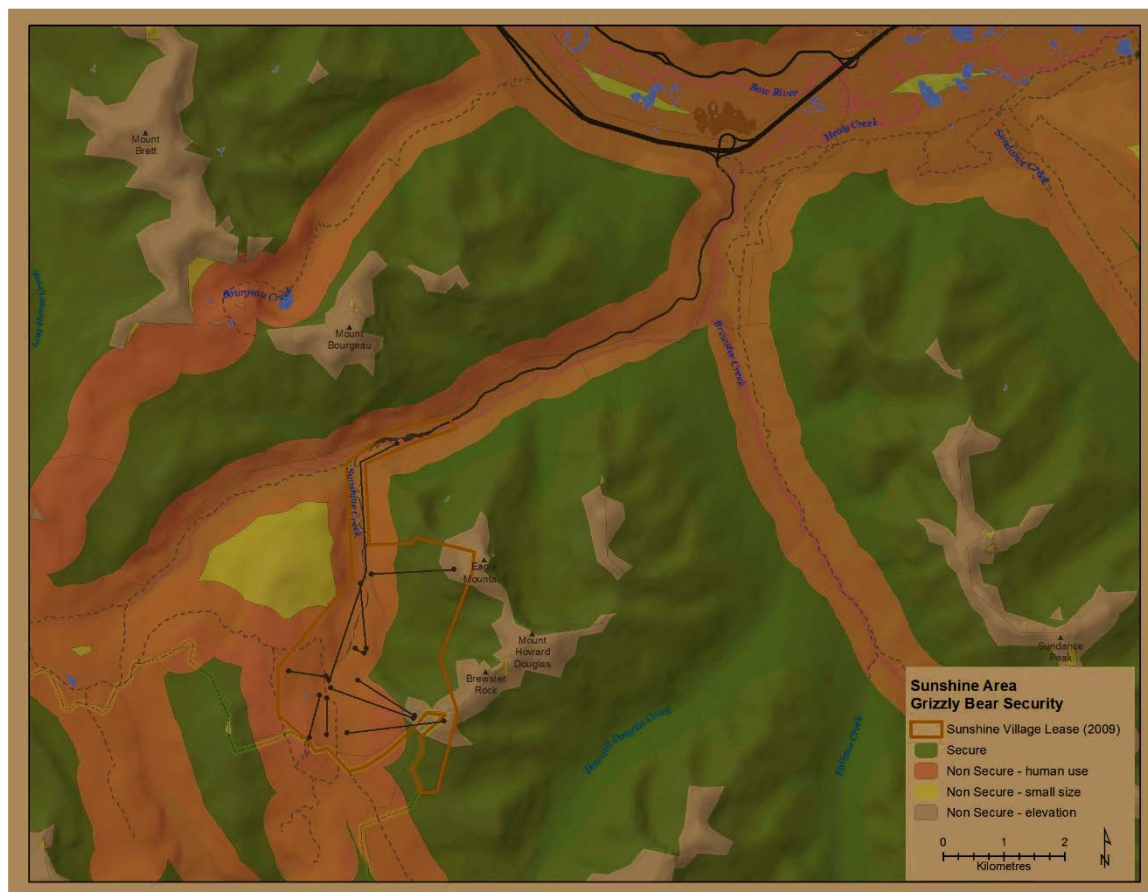 Bow River
Healy Creek
Sundance Creek
Mount
Brett
Bourgeau Creek
Mount
Bourgeau
Brewster Creek
Sunshine Creek
Mountain
Mount
Howard
Douglas
Brewster
Rock
Sundance
Peak
Howard Douglas Creek
Sunshine Area
Grizzly Bear Security
Sunshine Village Lease (2009)
Secure
Non Secure - human use
Non Secure - small size
Non Secure - elevation
0 1 2
Kilometres
N